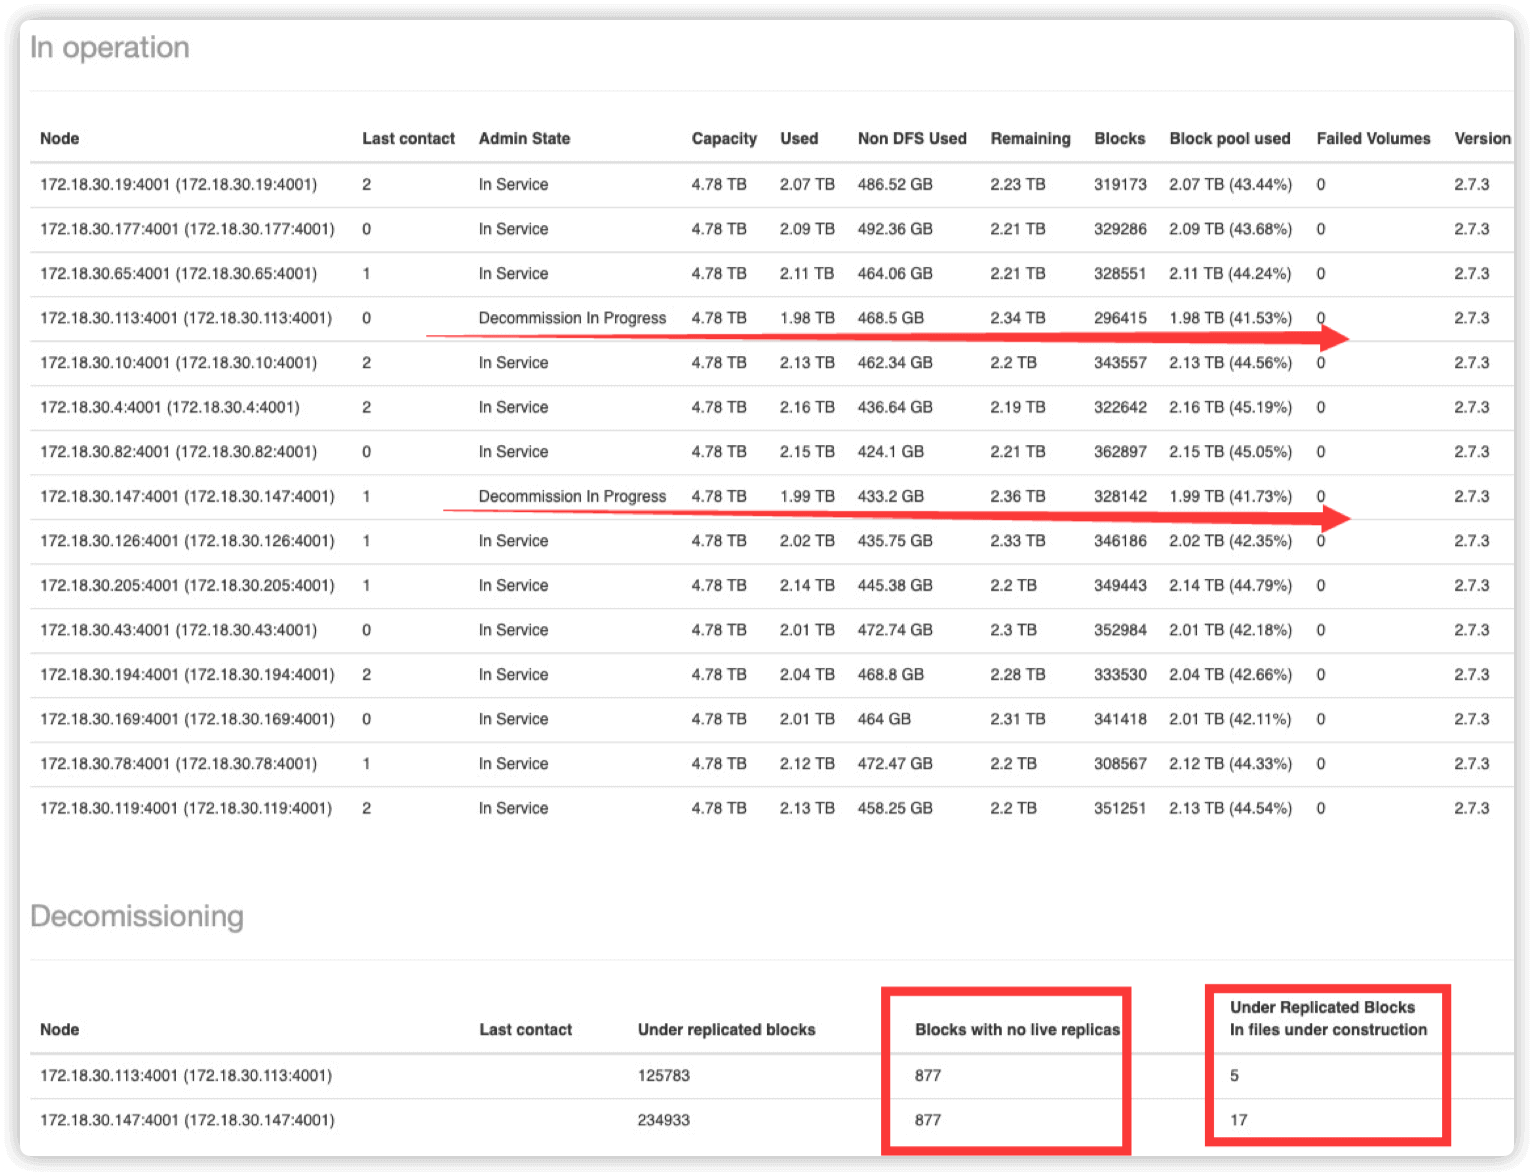 In operation
Node Last contact Admin State Capacity Used Non DFS Used Remaining Blocks Block pool used Failed Volumes Version
172.18.30.19:4001 (172.18.30.19:4001) 2 In Service 4.78 TB 2.07 TB 486.52 GB 2.23 TB 319173 2.07 TB (43.44%) 0 2.7.3
172.18.30.177:4001 (172.18.30.177:4001) 0 In Service 4.78 TB 2.09 TB 492.36 GB 2.21 TB 329286 2.09 TB (43.68%) 0 2.7.3
172.18.30.65:4001 (172.18.30.65:4001) 1 In Service 4.78 TB 2.11 TB 464.06 GB 2.21 TB 328551 2.11 TB (44.24%) 0 2.7.3
172.18.30.113:4001 (172.18.30.113:4001) 0 Decommission In Progress 4.78 TB 1.98 TB 468.5 GB 2.34 TB 296415 1.98 TB (41.53%) 0 2.7.3
172.18.30.10:4001 (172.18.30.10:4001) 2 In Service 4.78 TB 2.13 TB 462.34 GB 2.2 TB 343557 2.13 TB (44.56%) 0 2.7.3
172.18.30.4:4001 (172.18.30.4:4001) 2 In Service 4.78 TB 2.16 TB 436.64 GB 2.19 TB 322642 2.16 TB (45.19%) 0 2.7.3
172.18.30.82:4001 (172.18.30.82:4001) 0 In Service 4.78 TB 2.15 TB 424.1 GB 2.21 TB 362897 2.15 TB (45.05%) 0 2.7.3
172.18.30.147:4001 (172.18.30.147:4001) 1 Decommission In Progress 4.78 TB 1.99 TB 433.2 GB 2.36 TB 328142 1.99 TB (41.73%) 0 2.7.3
172.18.30.126:4001 (172.18.30.126:4001) 1 In Service 4.78 TB 2.02 TB 435.75 GB 2.33 TB 346186 2.02 TB (42.35%) 0 2.7.3
172.18.30.205:4001 (172.18.30.205:4001) 1 In Service 4.78 TB 2.14 TB 445.38 GB 2.2 TB 349443 2.14 TB (44.79%) 0 2.7.3
172.18.30.43:4001 (172.18.30.43:4001) 0 In Service 4.78 TB 2.01 TB 472.74 GB 2.3 TB 352984 2.01 TB (42.18%) 0 2.7.3
172.18.30.194:4001 (172.18.30.194:4001) 2 In Service 4.78 TB 2.04 TB 468.8 GB 2.28 TB 333530 2.04 TB (42.66%) 0 2.7.3
172.18.30.169:4001 (172.18.30.169:4001) 0 In Service 4.78 TB 2.01 TB 464 GB 2.31 TB 341418 2.01 TB (42.11%) 0 2.7.3
172.18.30.78:4001 (172.18.30.78:4001) 1 In Service 4.78 TB 2.12 TB 472.47 GB 2.2 TB 308567 2.12 TB (44.33%) 0 2.7.3
172.18.30.119:4001 (172.18.30.119:4001) 2 In Service 4.78 TB 2.13 TB 458.25 GB 2.2 TB 351251 2.13 TB (44.54%) 0 2.7.3
Decomissioning
Under Replicated Blocks
Node Last contact Under replicated blocks Blocks with no live replicas In files under construction
172.18.30.113:4001 (172.18.30.113:4001) 125783 877 5
172.18.30.147:4001 (172.18.30.147:4001) 234933 877 17